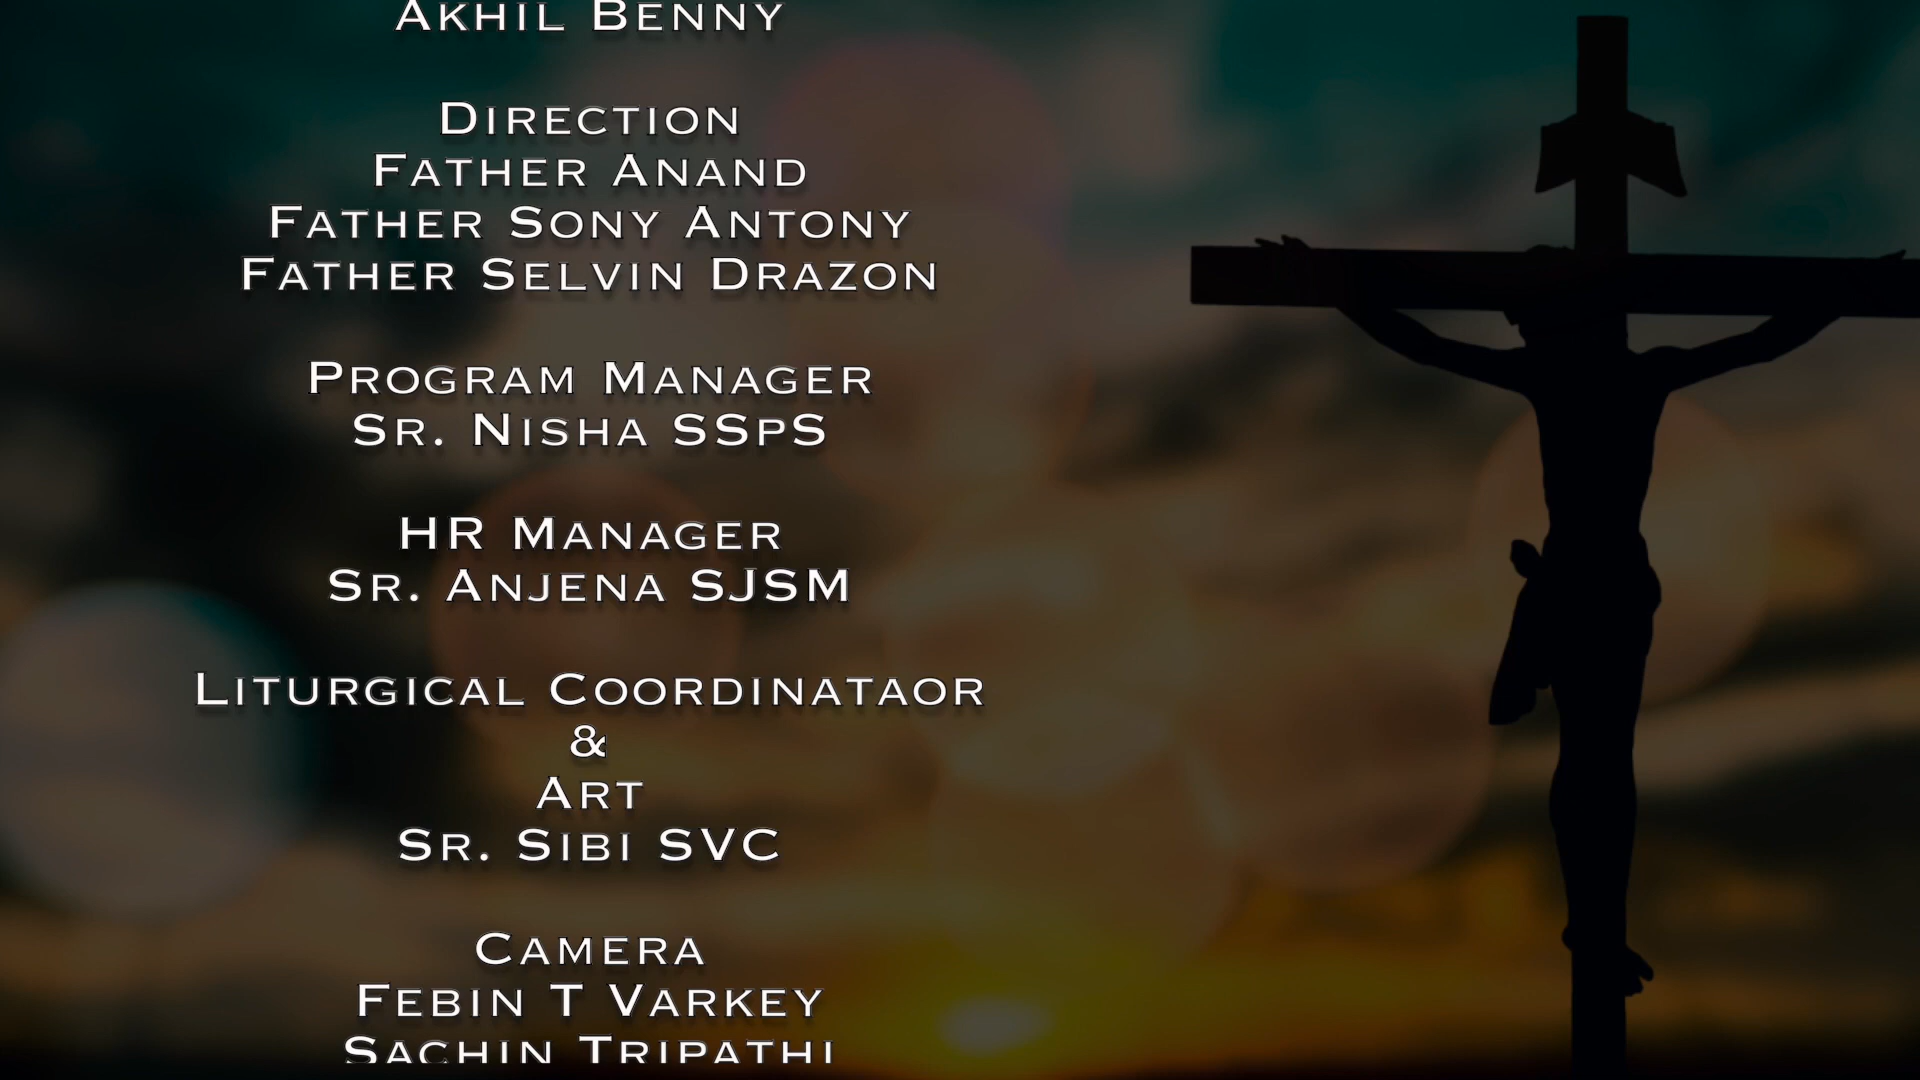 Akhil Benny
Direction
Father Anand
Father Sony Antony
Father Selvin Drazon
Program Manager
Sr. Nisha SSpS
HR Manager
Sr. Anjena SJSM
Liturgical Coordinataor
&
Art
Sr. Sibi SVC
Camera
Febin T Varkey
Sachin Tripathi